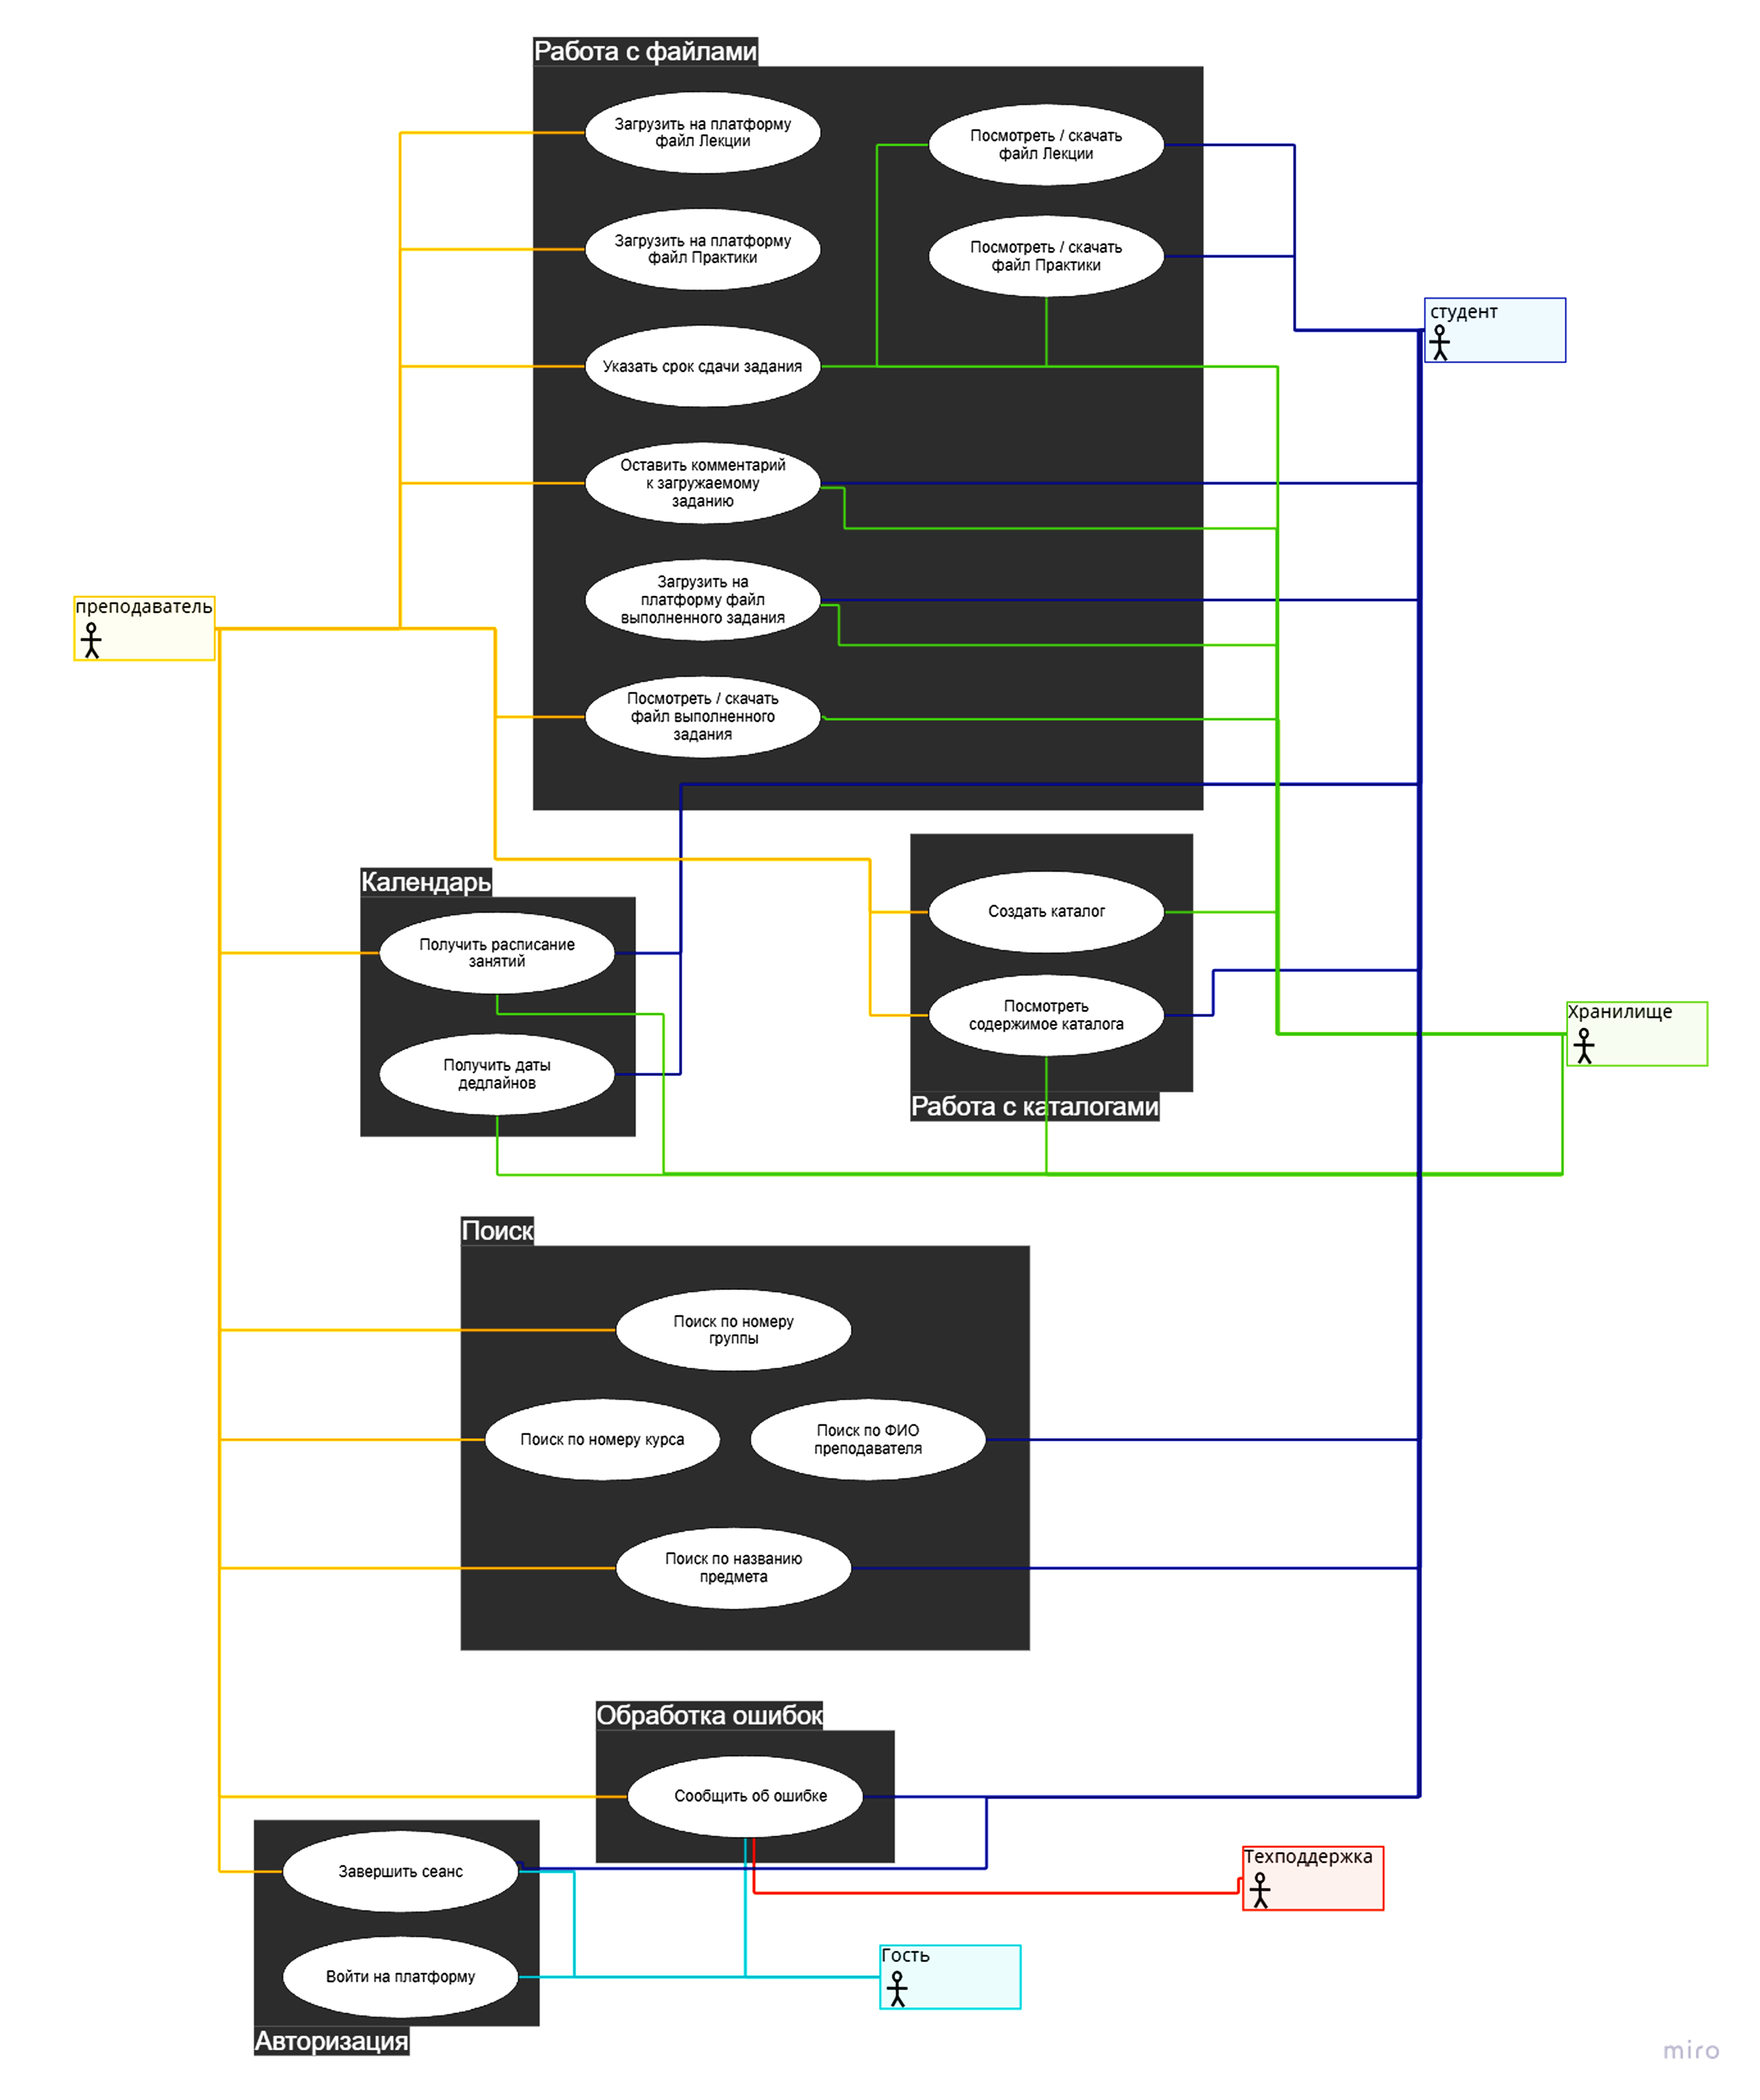 Работа с файлами
Загрузить на платформу
файл Лекции
Посмотреть / скачать
файл Лекции
Загрузить на платформу
файл Практики
Посмотреть / скачать
файл Практики
студент
Указать срок сдачи задания
Оставить комментарий
к загружаемому
заданию
Загрузить на
платформу файл
выполненного задания
преподаватель
Посмотреть / скачать
файл выполненного
задания
Календарь
Получить расписание
занятий
Получить даты
дедлайнов
Создать каталог
Посмотреть
содержимое каталога
Работа с каталогами
Хранилище
Поиск
Поиск по номеру
группы
Поиск по номеру курса
Поиск по ФИО
преподавателя
Поиск по названию
предмета
Обработка ошибок
Сообщить об ошибке
Завершить сеанс
Техподдержка
Войти на платформу
Гость
Авторизация
miro